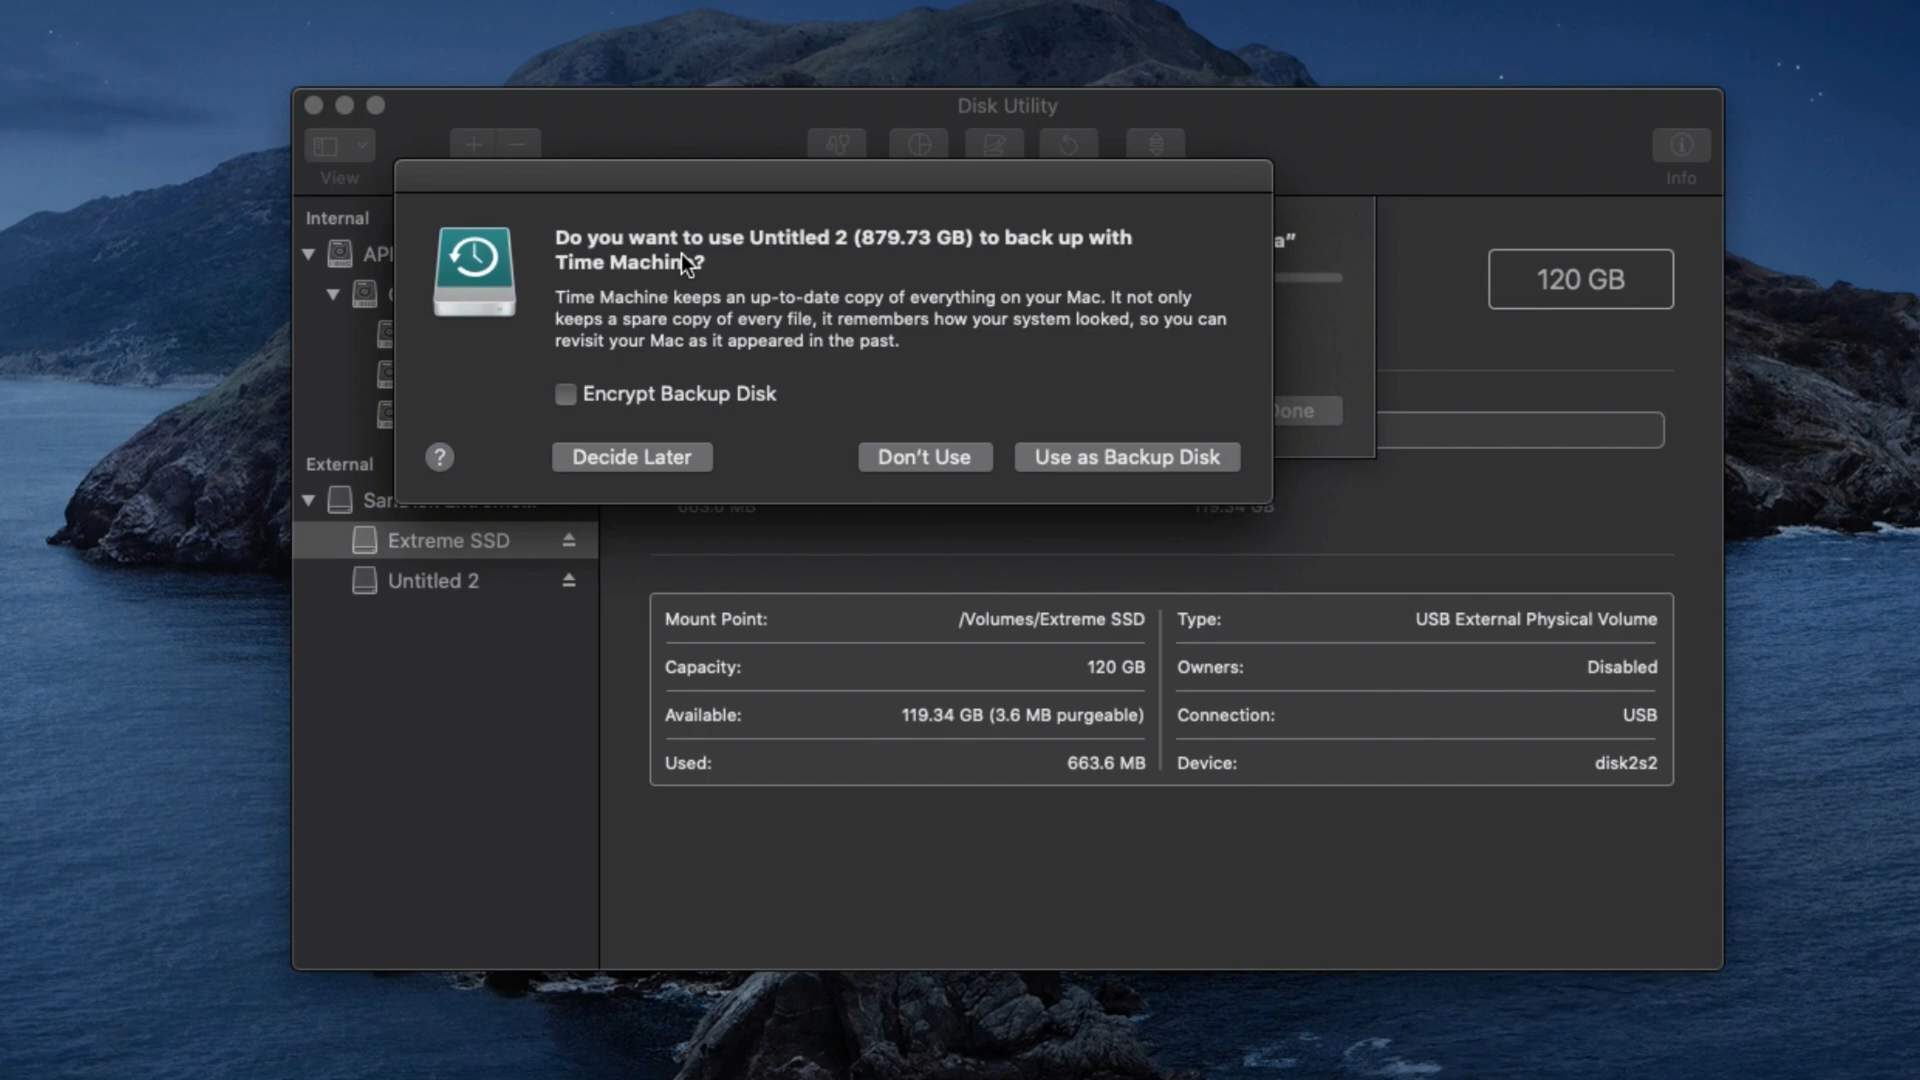 Disk Utility
View
Info
Internal
120 GB
Do you want to use Untitled 2 (879.73 GB) to back up with
Time Machine?
Time Machine keeps an up-to-date copy of everything on your Mac. It not only
keeps a spare copy of every file, it remembers how your system looked, so you can
revisit your Mac as it appeared in the past.
Encrypt Backup Disk
?
Decide Later
Don't Use
Use as Backup Disk
External
119.34 GB
Extreme SSD
Untitled 2
Mount Point: /Volumes/Extreme SSD
Type: USB External Physical Volume
Capacity: 120 GB
Owners: Disabled
Available: 119.34 GB (3.6 MB purgeable)
Connection: USB
Used: 663.6 MB
Device: disk2s2